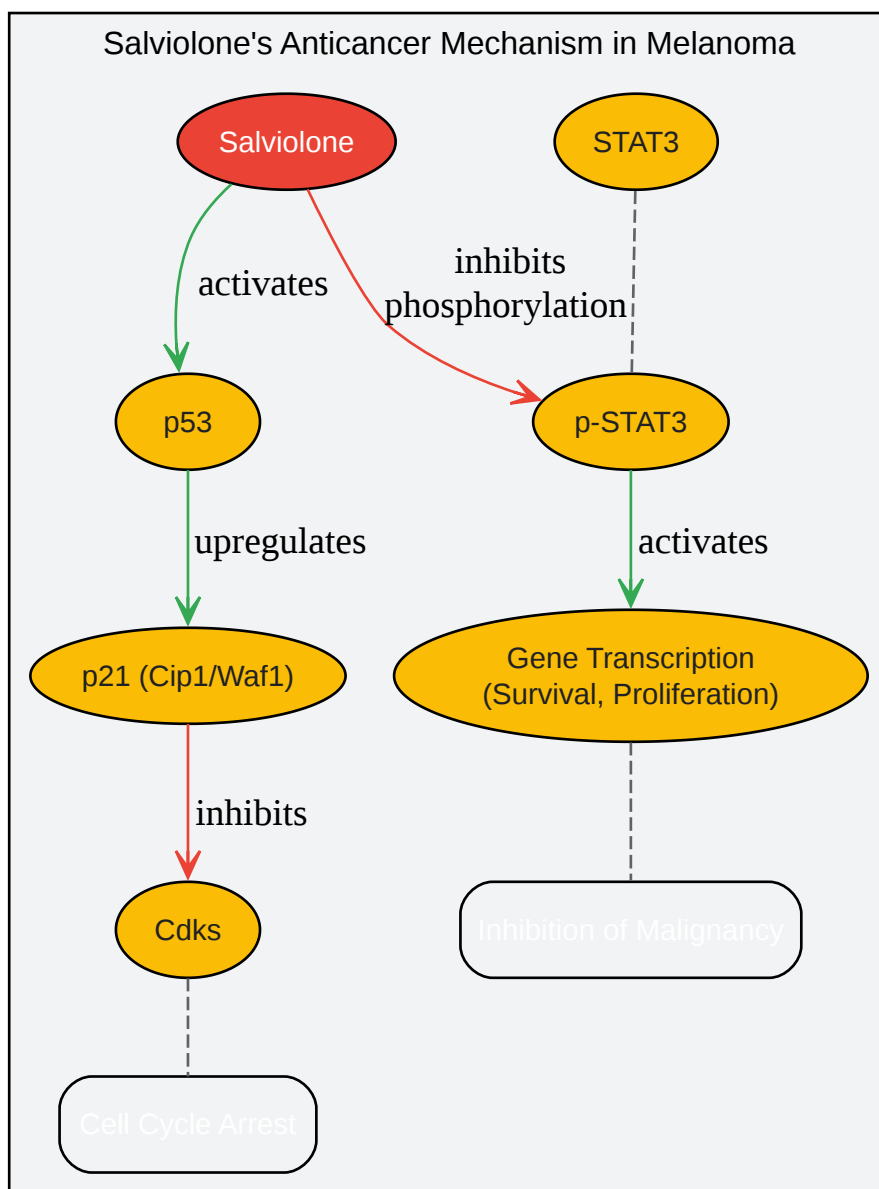 Salviolone's Anticancer Mechanism in Melanoma
Salviolone
STAT3
activates
inhibits
phosphorylation
p53
p-STAT3
upregulates
activates
p21 (Cip1/Waf1)
Gene Transcription
(Survival, Proliferation)
inhibits
Cdks
Inhibition of Malignancy
Cell Cycle Arrest